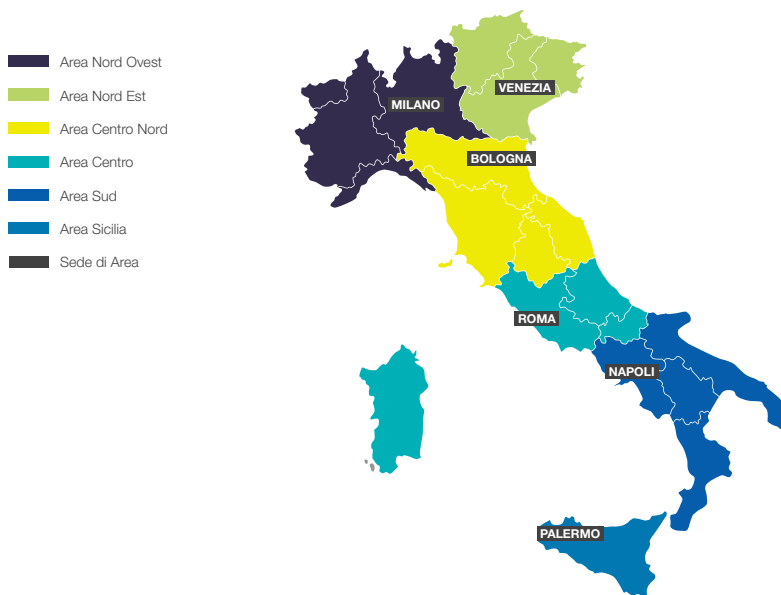 Area Nord Ovest
Area Nord Est
Area Centro Nord
Area Centro
Area Sud
Area Sicilia
Sede di Area
VENEZIA
MILANO
BOLOGNA
ROMA
NAPOLI
PALERMO